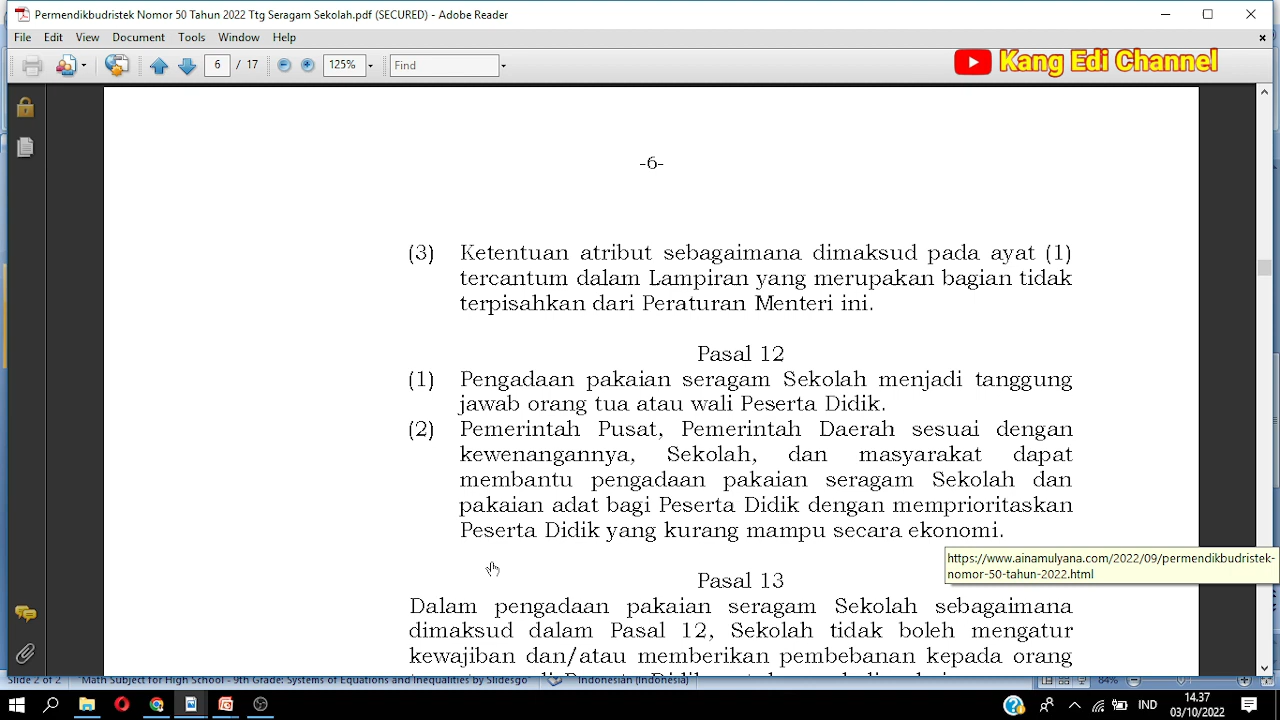 Permendikbudristek Nomor 50 Tahun 2022 Ttg Seragam Sekolah.pdf (SECURED) - Adobe Reader
File Edit View Document Tools Window Help
6 / 17 125% Find
Kang Edi Channel
-6-
(3) Ketentuan atribut sebagaimana dimaksud pada ayat (1)
tercantum dalam Lampiran yang merupakan bagian tidak
terpisahkan dari Peraturan Menteri ini.
Pasal 12
(1) Pengadaan pakaian seragam Sekolah menjadi tanggung
jawab orang tua atau wali Peserta Didik.
(2) Pemerintah Pusat, Pemerintah Daerah sesuai dengan
kewenangannya, Sekolah, dan masyarakat dapat
membantu pengadaan pakaian seragam Sekolah dan
pakaian adat bagi Peserta Didik dengan memprioritaskan
Peserta Didik yang kurang mampu secara ekonomi.
https://www.ainamulyana.com/2022/09/permendikbudristek-
nomor-50-tahun-2022.html
Pasal 13
Dalam pengadaan pakaian seragam Sekolah sebagaimana
dimaksud dalam Pasal 12, Sekolah tidak boleh mengatur
kewajiban dan/atau memberikan pembebanan kepada orang
Slide 2 of 2 "Math Subject for High School - 9th Grade: Systems of Equations and Inequalities by Slidesgo Indonesian (Indonesia) 84%
IND
14.37
03/10/2022